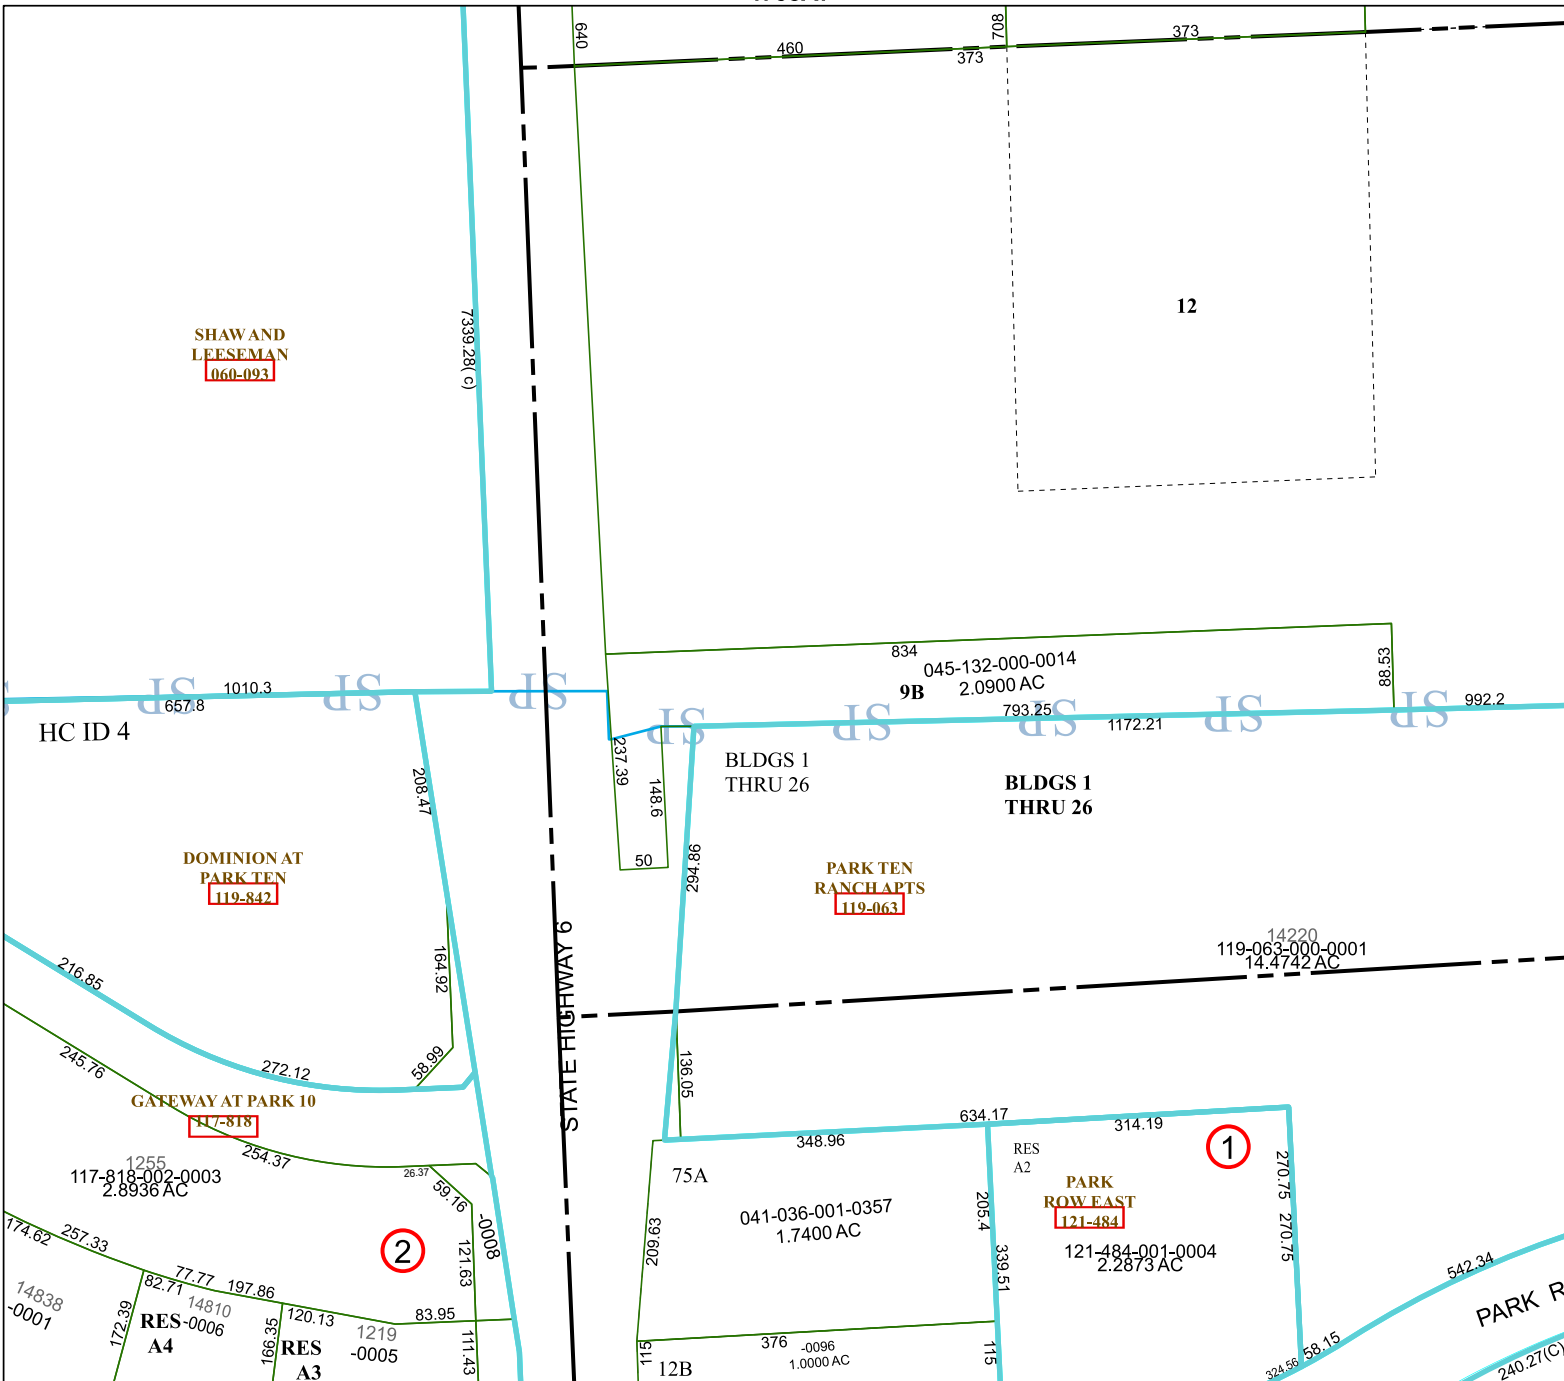 640
460
708
373
373
7339.28( c)
12
SHAW AND
LEESEMAN
060-093
834
045-132-000-0014
2.0900 AC
9B
88.53
1010.3
657.8
793.25
1172.21
992.2
SP
SP
SP
SP
SP
SP
SP
SP
HC ID 4
208.47
237.39
148.6
50
BLDGS 1
THRU 26
BLDGS 1
THRU 26
294.86
DOMINION AT
PARK TEN
119-842
PARK TEN
RANCH APTS
119-063
14220
119-063-000-0001
14.4742 AC
216.85
164.92
STATE HIGHWAY 6
245.76
272.12
58.99
136.05
GATEWAY AT PARK 10
117-818
254.37
1255
117-818-002-0003
2.8936 AC
26.37
59.16
-0008
348.96
634.17
314.19
1
RES
A2
PARK
ROW EAST
121-484
121-484-001-0004
2.2873 AC
270.75
270.75
75A
041-036-001-0357
1.7400 AC
209.63
205.4
339.51
174.62
257.33
2
121.63
77.77
82.71
197.86
14838
-0001
172.39
RES
A4
14810
-0006
166.35
120.13
RES
A3
1219
-0005
83.95
111.43
115
376
-0096
1.0000 AC
115
12B
542.34
PARK R
324.56
58.15
240.27(C)